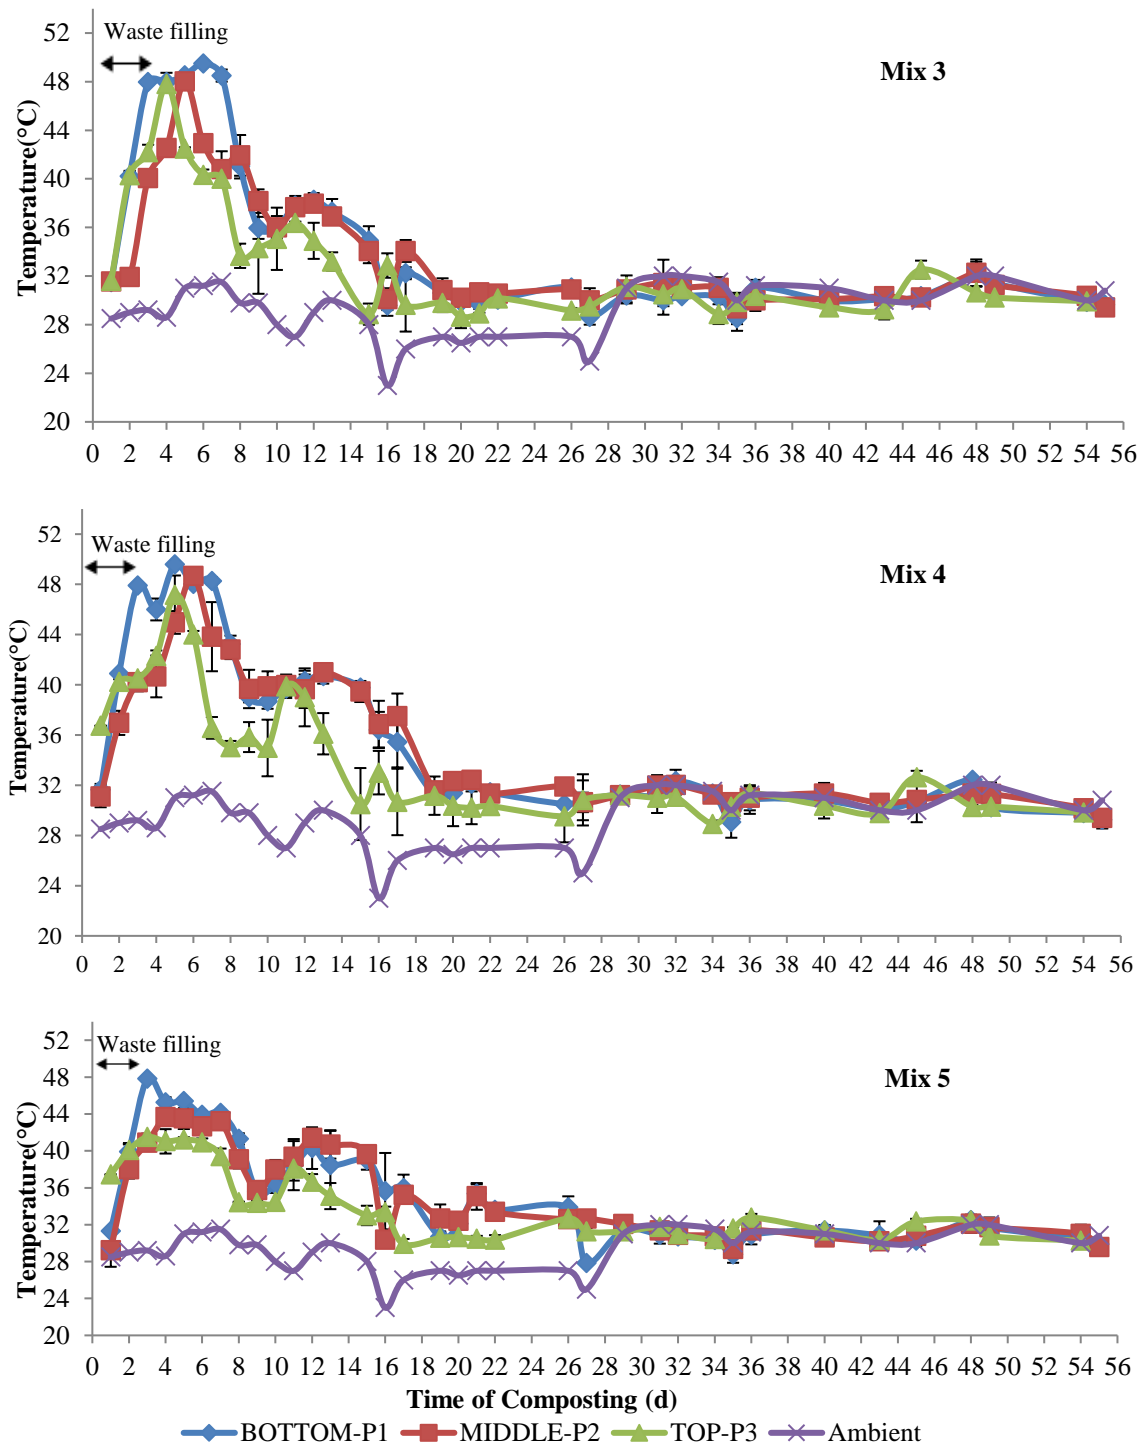 Waste filling
Mix 3
Temperature(°C)
52
48
44
40
36
32
28
24
20
0 2 4 6 8 10 12 14 16 18 20 22 24 26 28 30 32 34 36 38 40 42 44 46 48 50 52 54 56
Waste filling
Mix 4
Temperature(°C)
52
48
44
40
36
32
28
24
20
0 2 4 6 8 10 12 14 16 18 20 22 24 26 28 30 32 34 36 38 40 42 44 46 48 50 52 54 56
Waste filling
Mix 5
Temperature(°C)
52
48
44
40
36
32
28
24
20
0 2 4 6 8 10 12 14 16 18 20 22 24 26 28 30 32 34 36 38 40 42 44 46 48 50 52 54 56
Time of Composting (d)
BOTTOM-P1 MIDDLE-P2 TOP-P3 Ambient